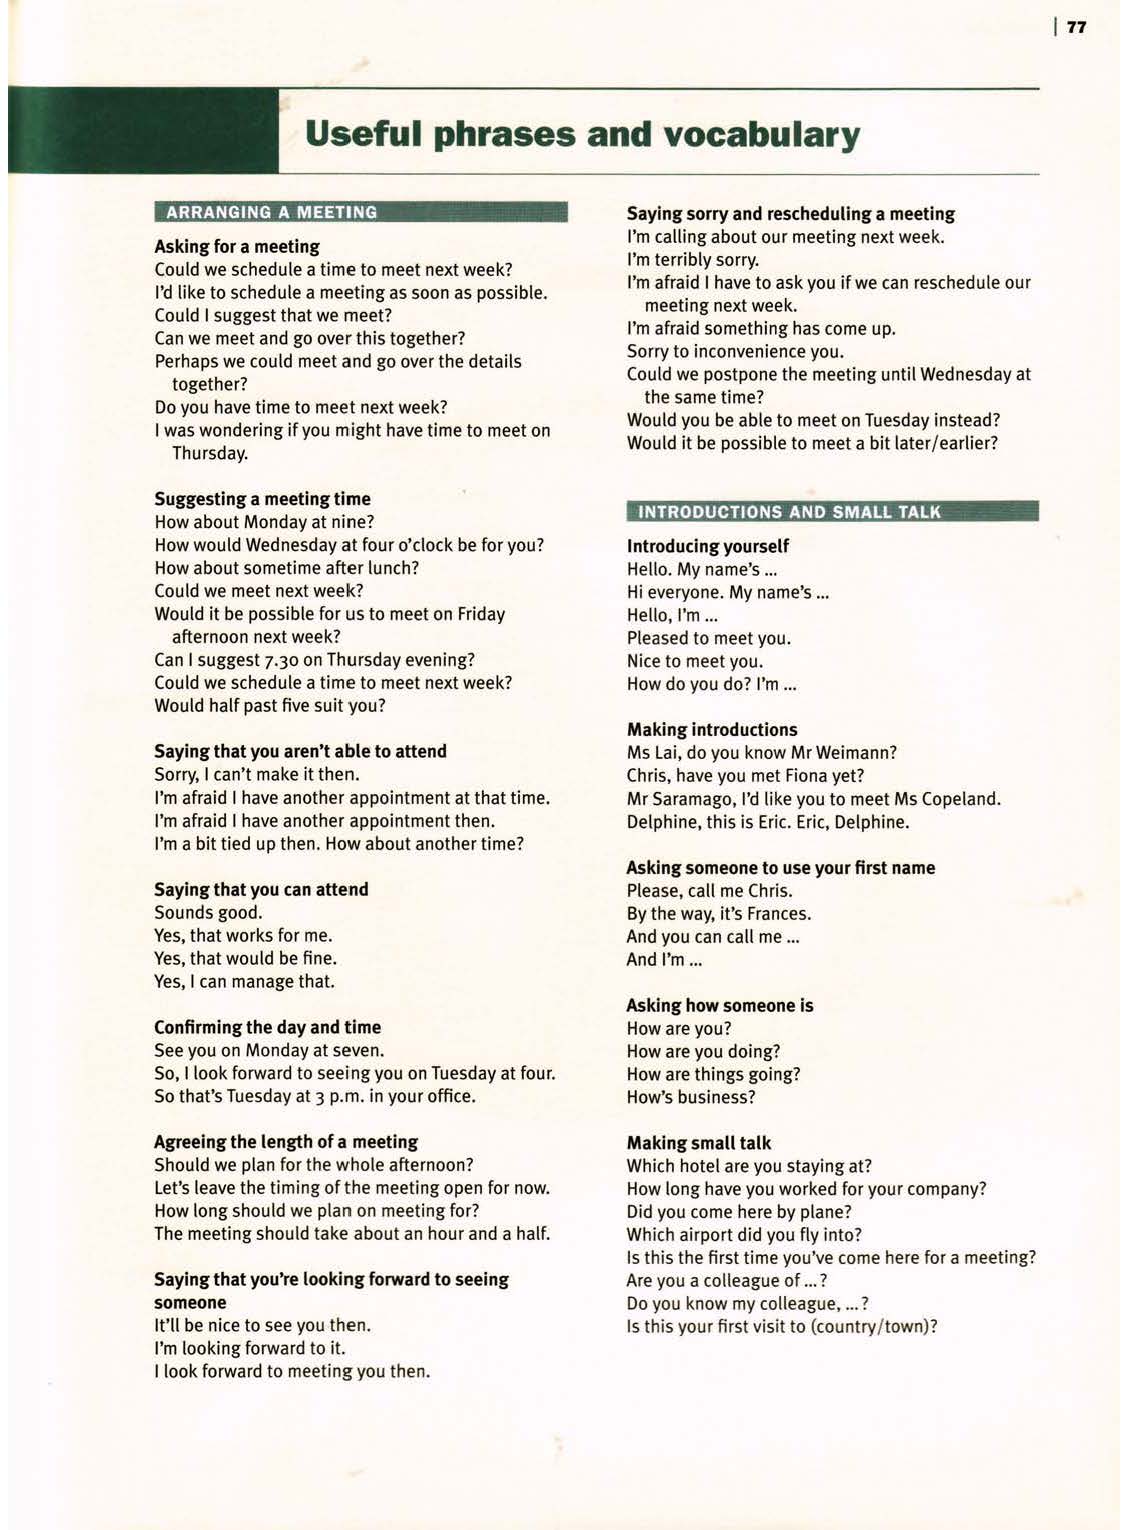 | 77
Useful phrases and vocabulary
ARRANGING A MEETING
Asking for a meeting
Could we schedule a time to meet next week?
I'd like to schedule a meeting as soon as possible.
Could I suggest that we meet?
Can we meet and go over this together?
Perhaps we could meet and go over the details
together?
Do you have time to meet next week?
I was wondering if you might have time to meet on
Thursday.
Suggesting a meeting time
How about Monday at nine?
How would Wednesday at four o'clock be for you?
How about sometime after lunch?
Could we meet next week?
Would it be possible for us to meet on Friday
afternoon next week?
Can I suggest 7.30 on Thursday evening?
Could we schedule a time to meet next week?
Would half past five suit you?
Saying that you aren't able to attend
Sorry, I can't make it then.
I'm afraid I have another appointment at that time.
I'm afraid I have another appointment then.
I'm a bit tied up then. How about another time?
Saying that you can attend
Sounds good.
Yes, that works for me.
Yes, that would be fine.
Yes, I can manage that.
Confirming the day and time
See you on Monday at seven.
So, I look forward to seeing you on Tuesday at four.
So that's Tuesday at 3 p.m. in your office.
Agreeing the length of a meeting
Should we plan for the whole afternoon?
Let's leave the timing of the meeting open for now.
How long should we plan on meeting for?
The meeting should take about an hour and a half.
Saying that you're looking forward to seeing
someone
It'll be nice to see you then.
I'm looking forward to it.
I look forward to meeting you then.
Saying sorry and rescheduling a meeting
I'm calling about our meeting next week.
I'm terribly sorry.
I'm afraid I have to ask you if we can reschedule our
meeting next week.
I'm afraid something has come up.
Sorry to inconvenience you.
Could we postpone the meeting until Wednesday at
the same time?
Would you be able to meet on Tuesday instead?
Would it be possible to meet a bit later/earlier?
INTRODUCTIONS AND SMALL TALK
Introducing yourself
Hello. My name's ...
Hi everyone. My name's ...
Hello, I'm ...
Pleased to meet you.
Nice to meet you.
How do you do? I'm ...
Making introductions
Ms Lai, do you know Mr Weimann?
Chris, have you met Fiona yet?
Mr Saramago, I'd like you to meet Ms Copeland.
Delphine, this is Eric. Eric, Delphine.
Asking someone to use your first name
Please, call me Chris.
By the way, it's Frances.
And you can call me ...
And I'm ...
Asking how someone is
How are you?
How are you doing?
How are things going?
How's business?
Making small talk
Which hotel are you staying at?
How long have you worked for your company?
Did you come here by plane?
Which airport did you fly into?
Is this the first time you've come here for a meeting?
Are you a colleague of ... ?
Do you know my colleague, ... ?
Is this your first visit to (country/town)?